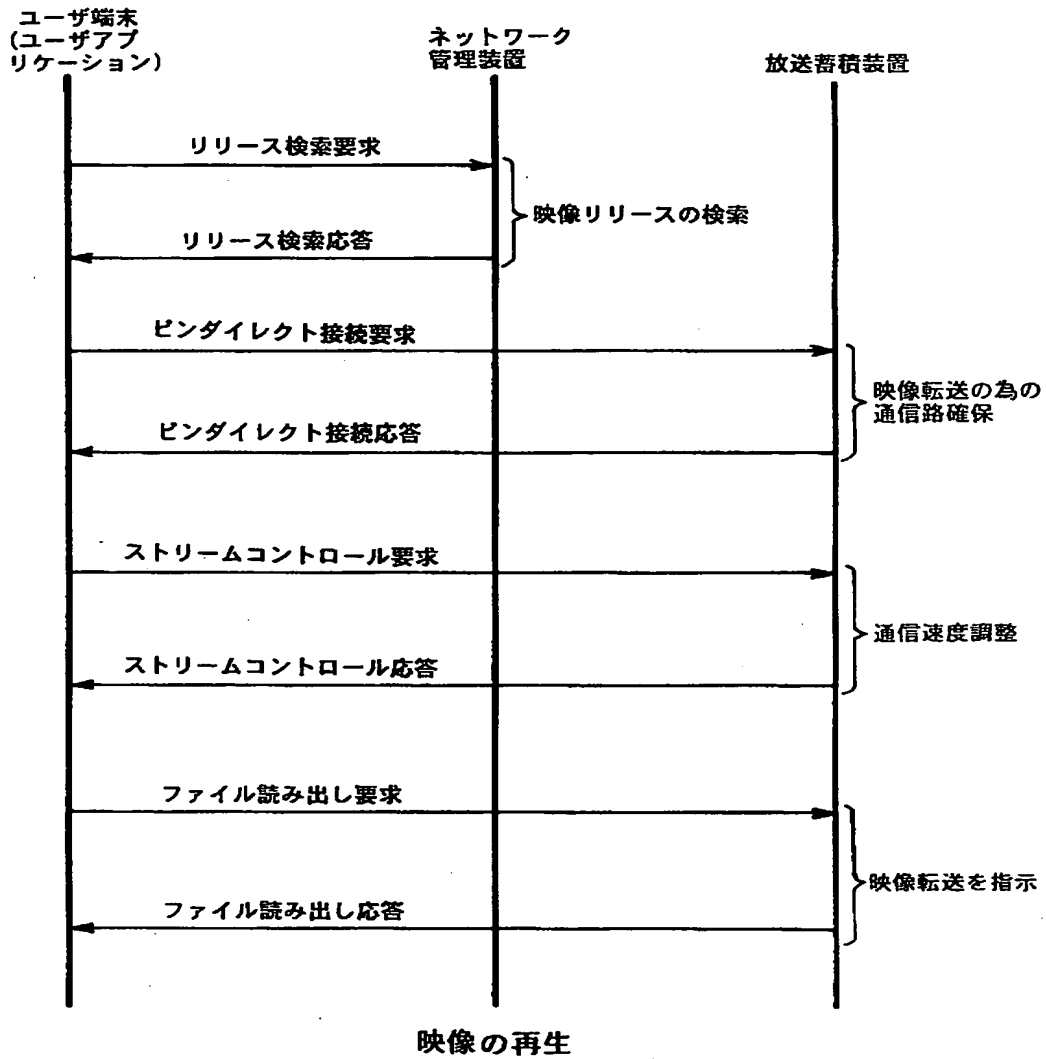 ユーザ端末
(ユーザアプ
リケーション)
ネットワーク
管理装置
放送蓄積装置
リリース検索要求
映像リリースの検索
リリース検索応答
ビンダイレクト接続要求
映像転送の為の
通信路確保
ビンダイレクト接続応答
ストリームコントロール要求
通信速度調整
ストリームコントロール応答
ファイル読み出し要求
映像転送を指示
ファイル読み出し応答
映像の再生